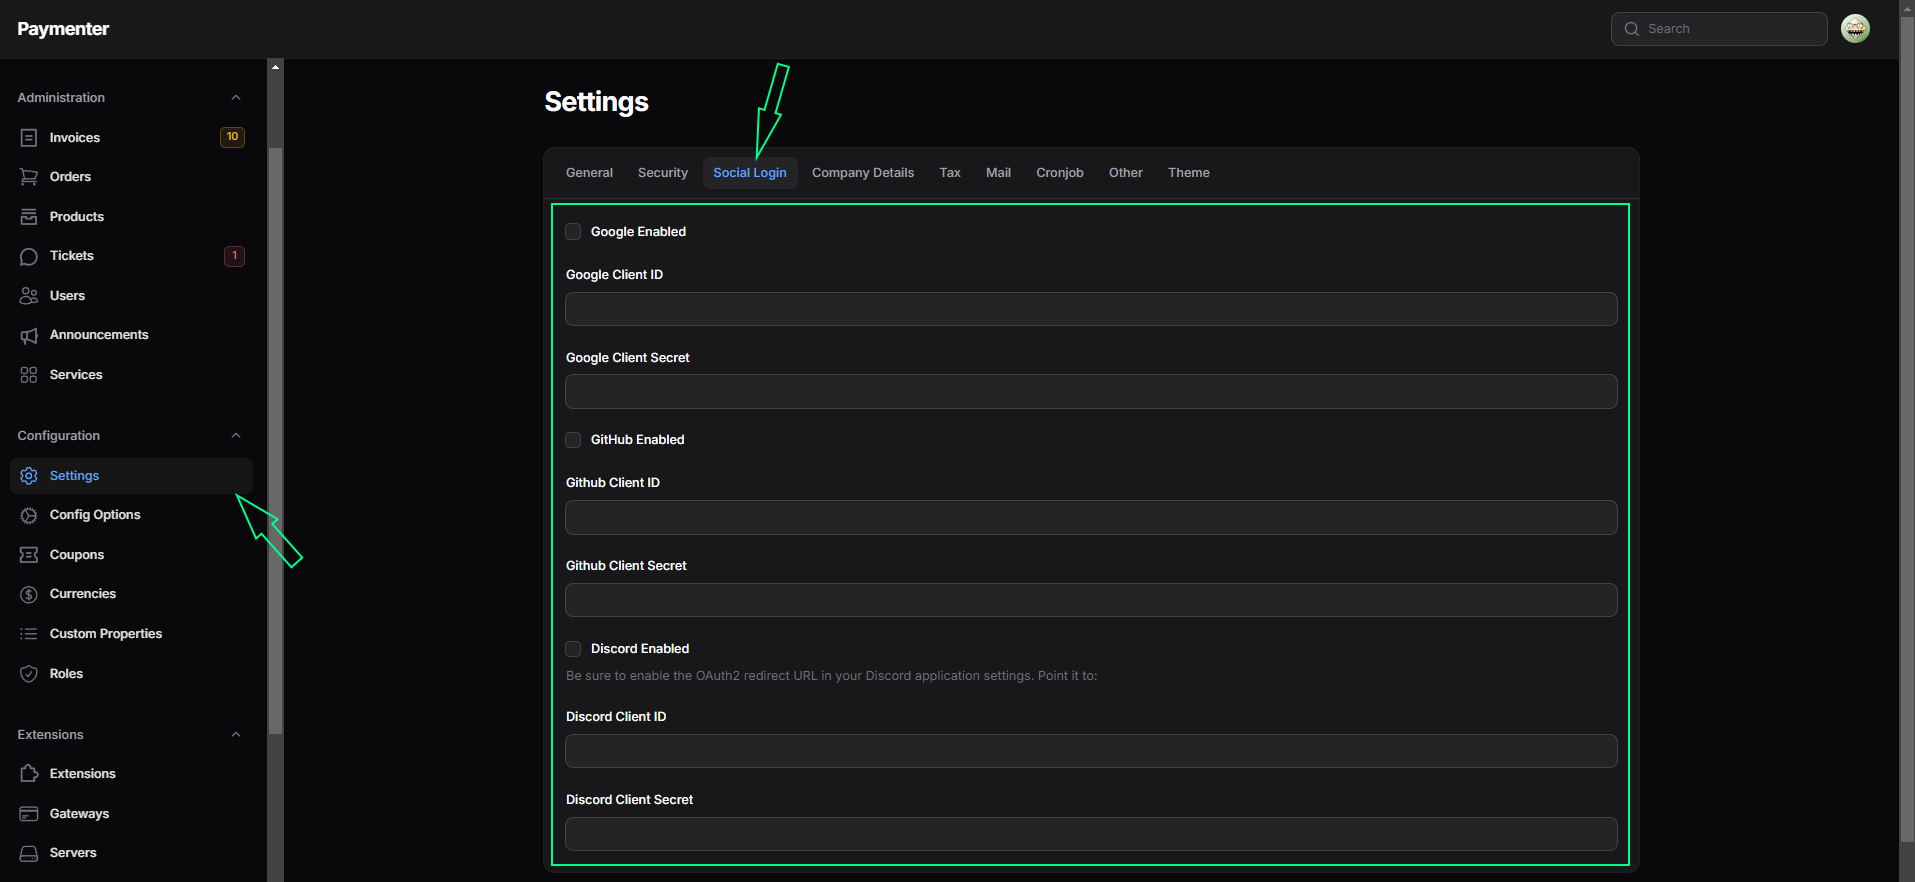 Paymenter
Search
Administration
Invoices
10
Orders
Products
Tickets
1
Users
Announcements
Services
Configuration
Settings
Config Options
Coupons
Currencies
Custom Properties
Roles
Extensions
Extensions
Gateways
Servers
Settings
General Security Social Login Company Details Tax Mail Cronjob Other Theme
Google Enabled
Google Client ID
Google Client Secret
GitHub Enabled
Github Client ID
Github Client Secret
Discord Enabled
Be sure to enable the OAuth2 redirect URL in your Discord application settings. Point it to:
Discord Client ID
Discord Client Secret